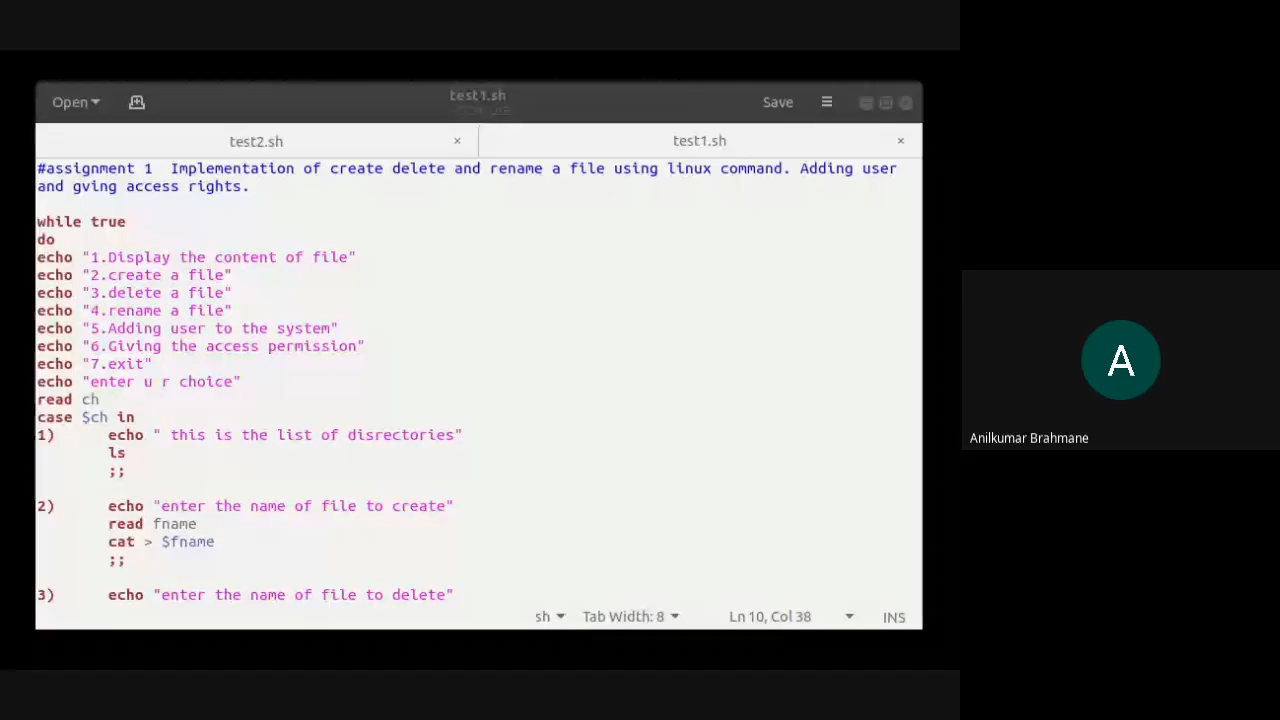 Open
test1.sh
Save
test2.sh
test1.sh
#assignment 1  Implementation of create delete and rename a file using linux command. Adding user
and gving access rights.
while true
do
echo "1.Display the content of file"
echo "2.create a file"
echo "3.delete a file"
echo "4.rename a file"
echo "5.Adding user to the system"
echo "6.Giving the access permission"
echo "7.exit"
echo "enter u r choice"
read ch
case $ch in
1)      echo " this is the list of disrectories"
ls
;;
2)      echo "enter the name of file to create"
read fname
cat > $fname
;;
3)      echo "enter the name of file to delete"
sh Tab Width: 8 Ln 10, Col 38 INS
A
Anilkumar Brahmane